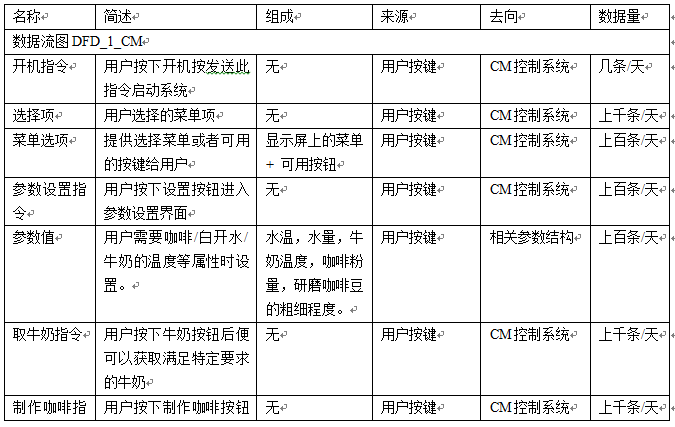 名称 简述 组成 来源 去向 数据量
数据流图 DFD_1_CM
开机指令 用户按下开机按发送此 无 用户按键 CM 控制系统 几条/天
指令启动系统
选择项 用户选择的菜单项 无 用户按键 CM 控制系统 上千条/天
菜单选项 提供选择菜单或者可用 显示屏上的菜单 用户按键 CM 控制系统 上百条/天
的按键给用户 + 可用按钮
参数设置指 用户按下设置按钮进入 无 用户按键 CM 控制系统 上百条/天
令 参数设置界面
参数值 用户需要咖啡/白开水/ 水温，水量，牛 用户按键 相关参数结构 上百条/天
牛奶的温度等属性时设 奶温度，咖啡粉
置。 量，研磨咖啡豆
的粗细程度。
取牛奶指令 用户按下牛奶按钮后便 无 用户按键 CM 控制系统 上千条/天
可以获取满足特定要求
的牛奶
制作咖啡指 用户按下制作咖啡按钮 无 用户按键 CM 控制系统 上千条/天